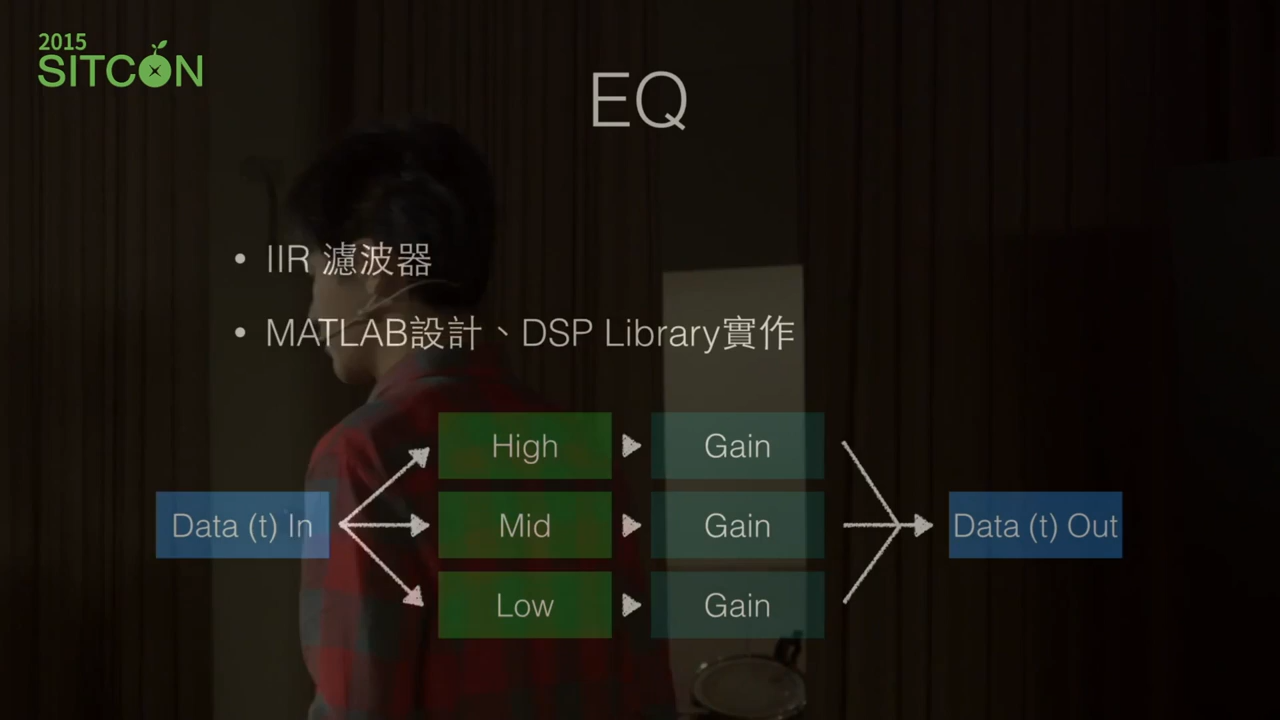 2015
SITCON
EQ
• IIR 濾波器
• MATLAB設計、DSP Library實作
High
Gain
Data (t) In
Mid
Gain
Data (t) Out
Low
Gain